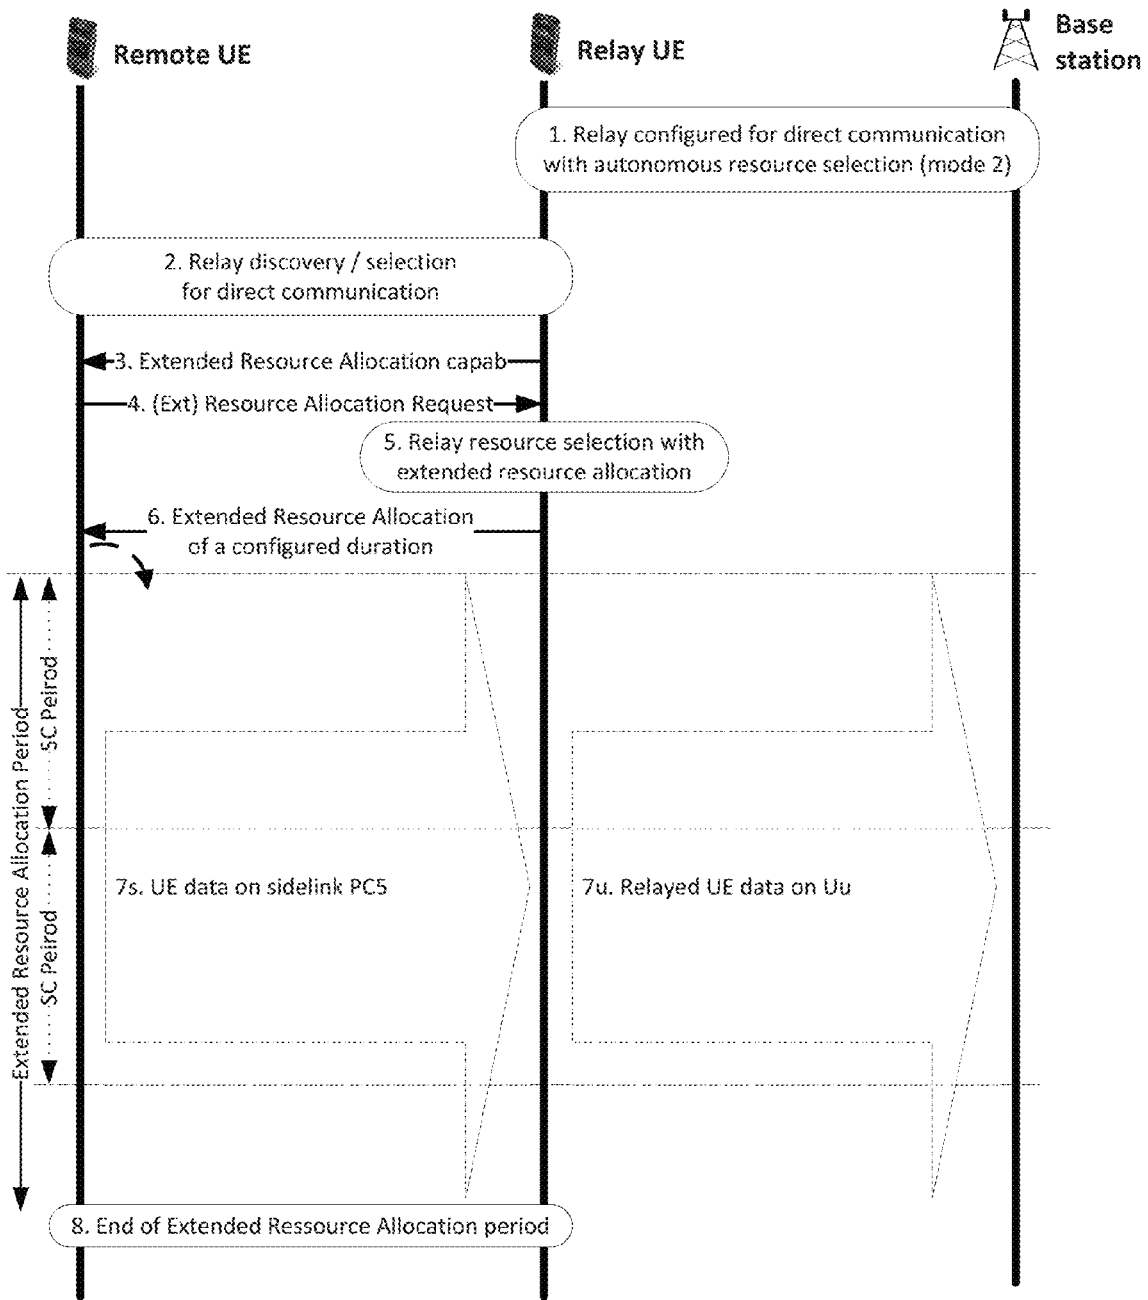 Remote UE
Relay UE
Base
station
1. Relay configured for direct communication
with autonomous resource selection (mode 2)
2. Relay discovery / selection
for direct communication
3. Extended Resource Allocation capab
4. (Ext) Resource Allocation Request
5. Relay resource selection with
extended resource allocation
6. Extended Resource Allocation
of a configured duration
Extended Resource Allocation Period
SC Peirod
SC Peirod
7s. UE data on sidelink PC5
7u. Relayed UE data on Uu
8. End of Extended Ressource Allocation period